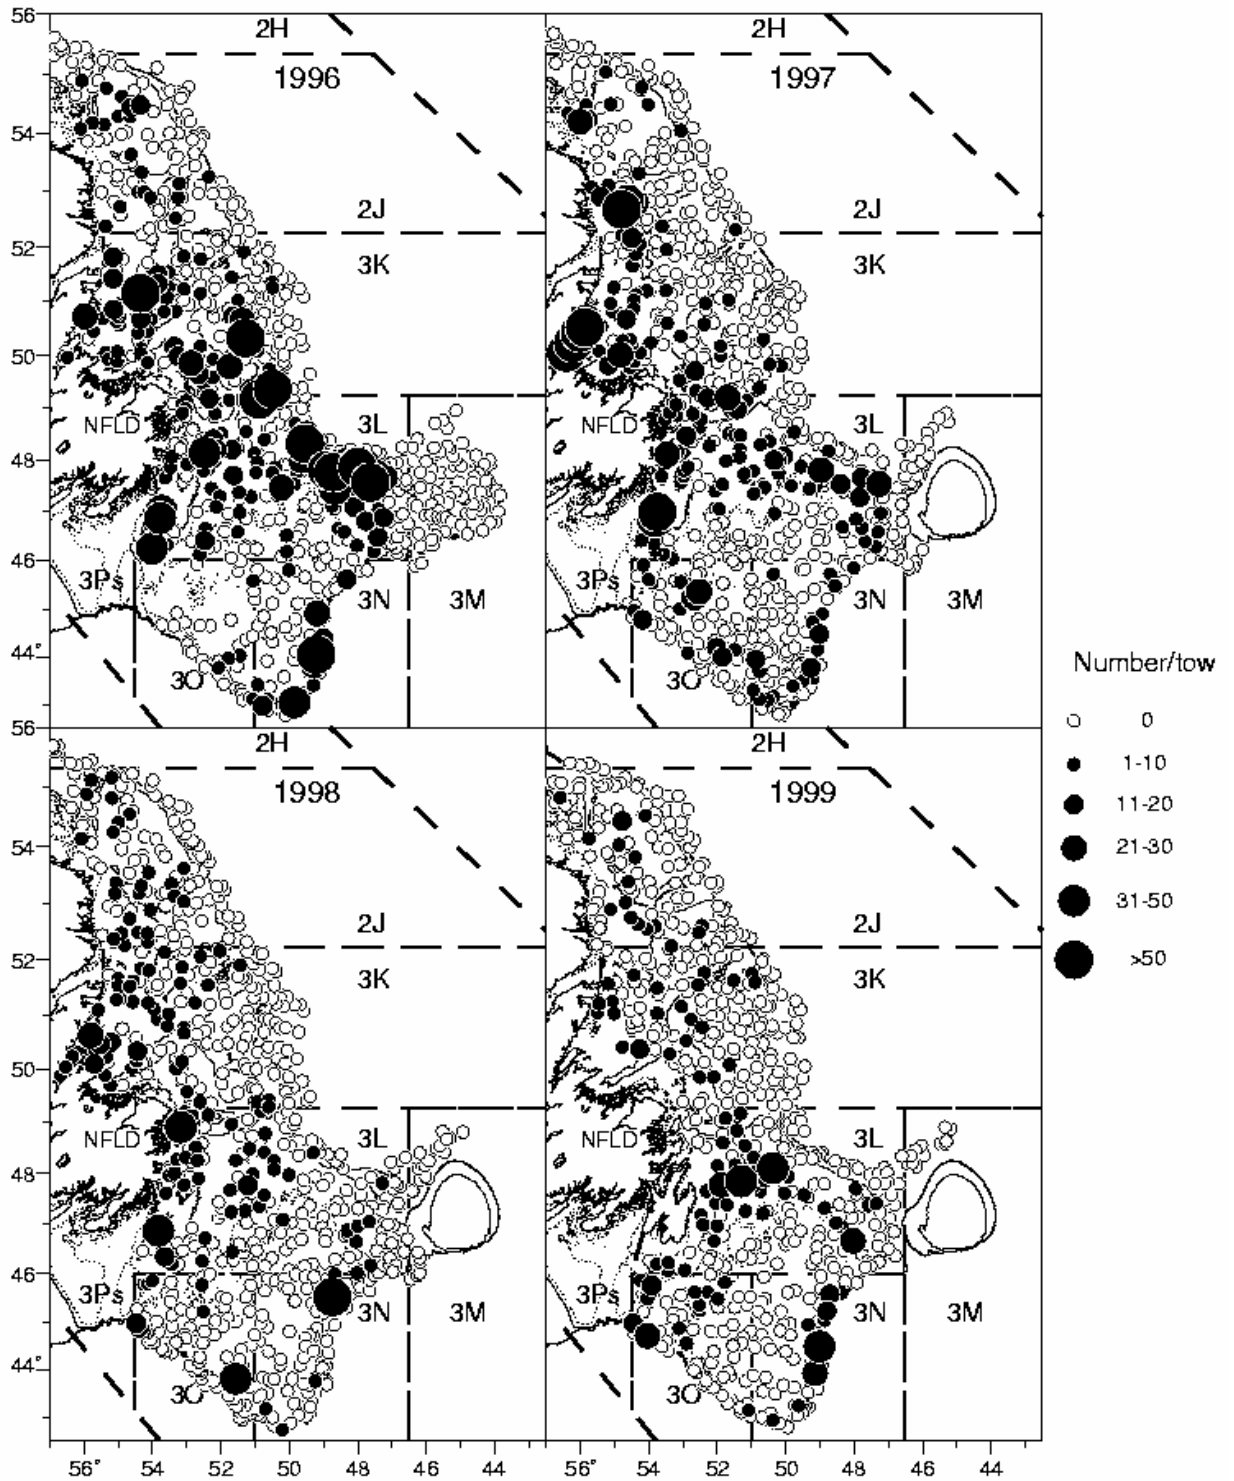 56
2H
2H
1996
1997
54
2J
2J
52
3K
3K
50
NFLD
3L
NFLD
3L
48
46
3Ps
3N
3M
3Ps
3N
3M
44°
3O
3O
Number/tow
0
1-10
11-20
21-30
31-50
>50
56
2H
2H
1998
1999
54
2J
2J
52
3K
3K
50
NFLD
3L
NFLD
3L
48
46
3Ps
3N
3M
3Ps
3N
3M
44°
3O
3O
56° 54 52 50 48 46 44 56° 54 52 50 48 46 44